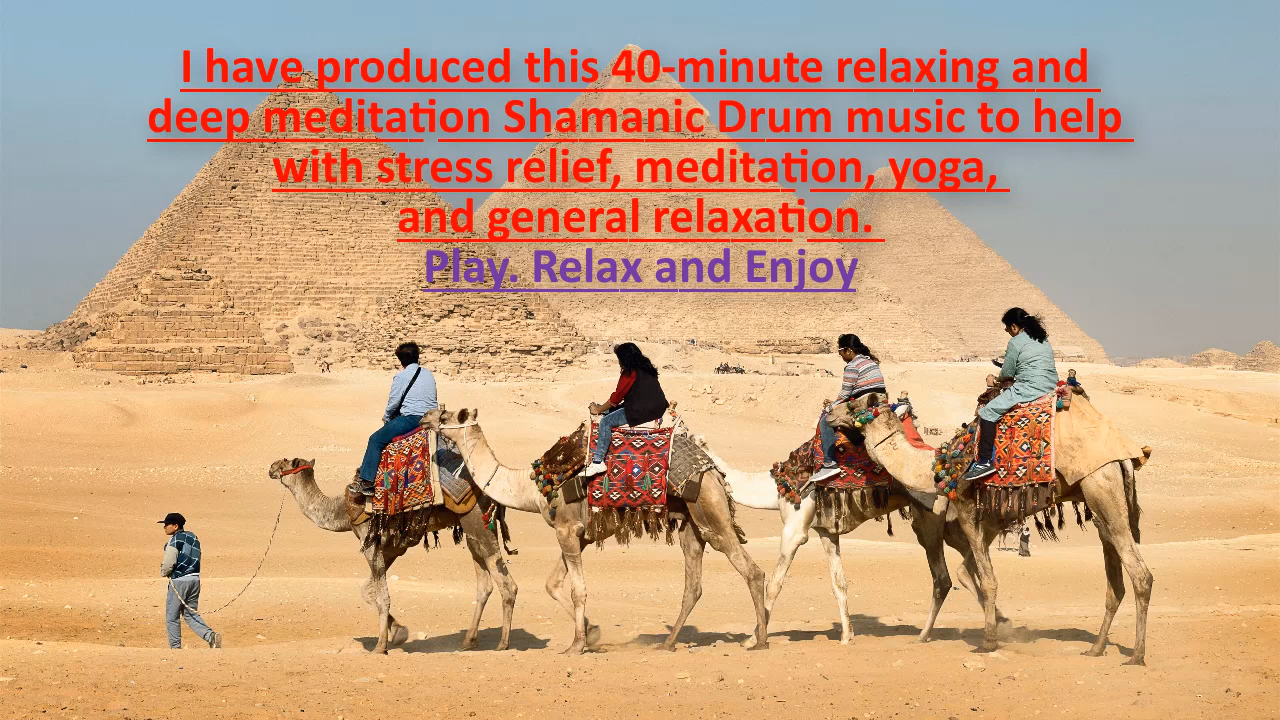 I have produced this 40-minute relaxing and
deep meditation Shamanic Drum music to help
with stress relief, meditation, yoga,
and general relaxation.
Play. Relax and Enjoy